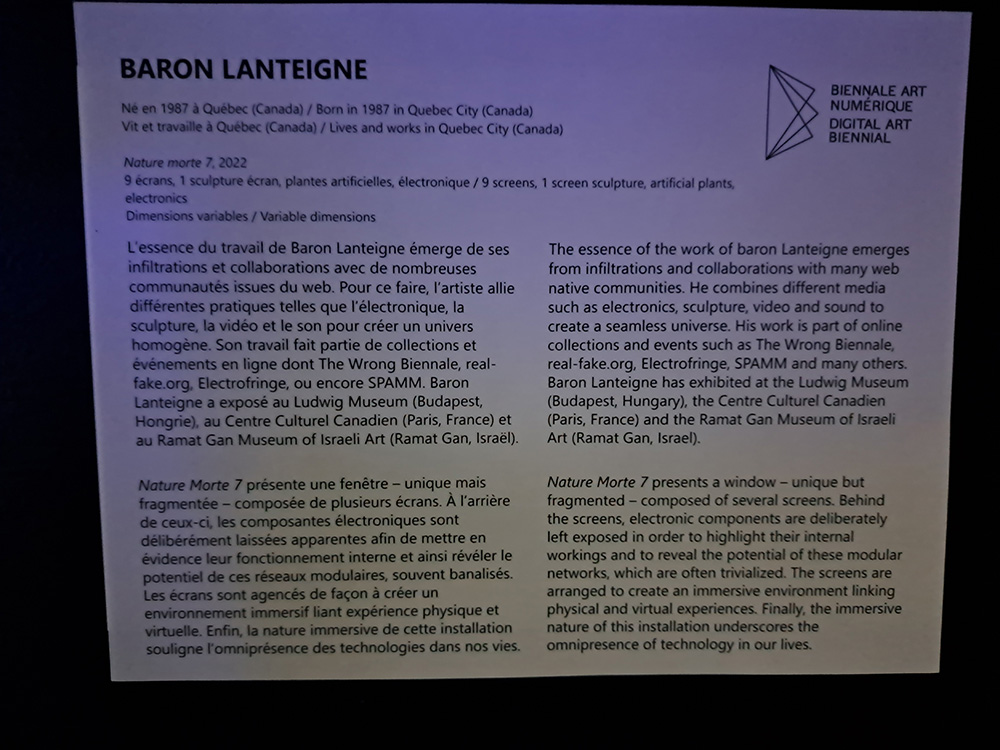 BARON LANTEIGNE
BIENNALE ART
NUMÉRIQUE
DIGITAL ART
BIENNIAL
Né en 1987 à Québec (Canada) / Born in 1987 in Quebec City (Canada)
Vit et travaille à Québec (Canada) / Lives and works in Quebec City (Canada)
Nature morte 7, 2022
9 écrans, 1 sculpture écran, plantes artificielles, électronique / 9 screens, 1 screen sculpture, artificial plants,
electronics
Dimensions variables / Variable dimensions
L'essence du travail de Baron Lanteigne émerge de ses
infiltrations et collaborations avec de nombreuses
communautés issues du web. Pour ce faire, l'artiste allie
différentes pratiques telles que l'électronique, la
sculpture, la vidéo et le son pour créer un univers
homogène. Son travail fait partie de collections et
événements en ligne dont The Wrong Biennale, real-
fake.org, Electrofringe, ou encore SPAMM. Baron
Lanteigne a exposé au Ludwig Museum (Budapest,
Hongrie), au Centre Culturel Canadien (Paris, France) et
au Ramat Gan Museum of Israeli Art (Ramat Gan, Israël).
Nature Morte 7 présente une fenêtre – unique mais
fragmentée – composée de plusieurs écrans. À l'arrière
de ceux-ci, les composantes électroniques sont
délibérément laissées apparentes afin de mettre en
évidence leur fonctionnement interne et ainsi révéler le
potentiel de ces réseaux modulaires, souvent banalisés.
Les écrans sont agencés de façon à créer un
environnement immersif liant expérience physique et
virtuelle. Enfin, la nature immersive de cette installation
souligne l'omniprésence des technologies dans nos vies.
The essence of the work of baron Lanteigne emerges
from infiltrations and collaborations with many web
native communities. He combines different media
such as electronics, sculpture, video and sound to
create a seamless universe. His work is part of online
collections and events such as The Wrong Biennale,
real-fake.org, Electrofringe, SPAMM and many others.
Baron Lanteigne has exhibited at the Ludwig Museum
(Budapest, Hungary), the Centre Culturel Canadien
(Paris, France) and the Ramat Gan Museum of Israeli
Art (Ramat Gan, Israel).
Nature Morte 7 presents a window – unique but
fragmented – composed of several screens. Behind
the screens, electronic components are deliberately
left exposed in order to highlight their internal
workings and to reveal the potential of these modular
networks, which are often trivialized. The screens are
arranged to create an immersive environment linking
physical and virtual experiences. Finally, the immersive
nature of this installation underscores the
omnipresence of technology in our lives.